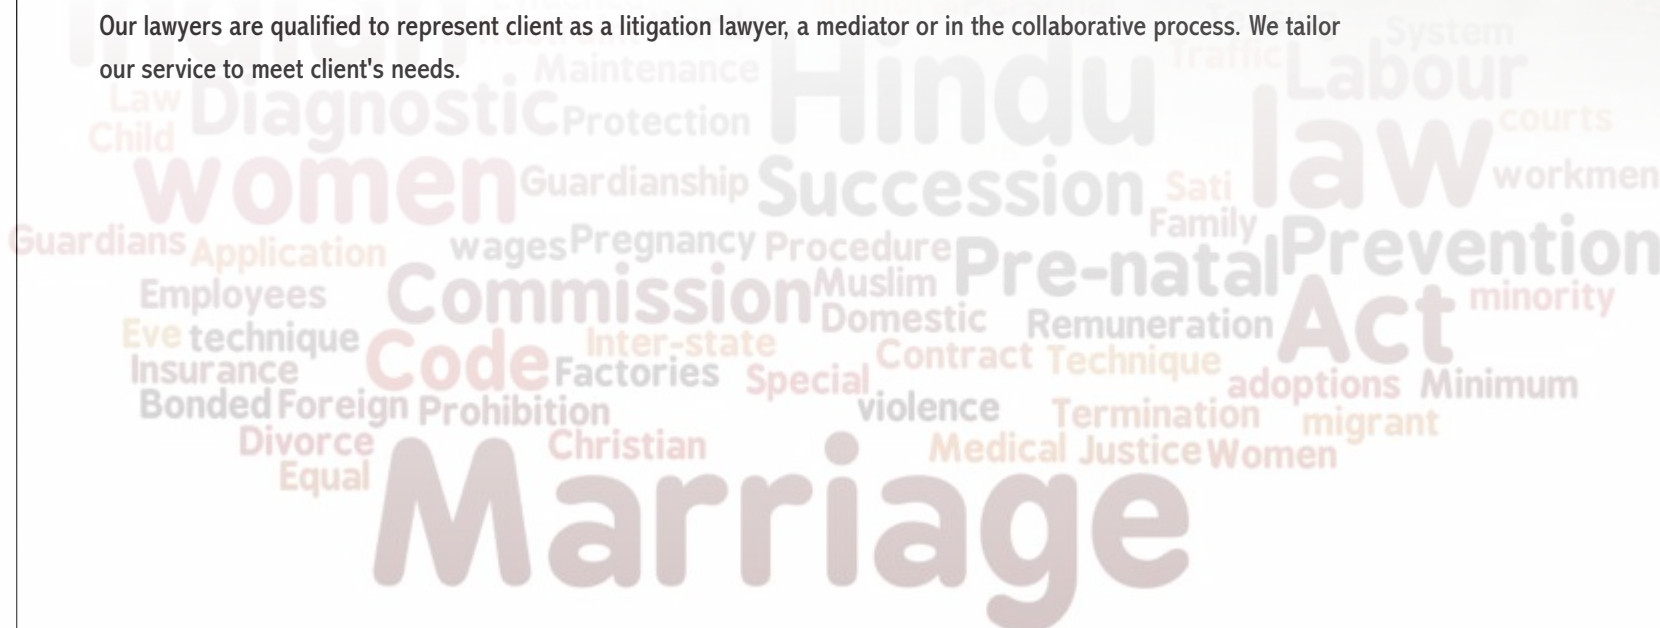 Our lawyers are qualified to represent client as a litigation lawyer, a mediator or in the collaborative process. We tailor
our service to meet client's needs.
System
Traffic
Maintenance Hindu Labour
Law Diagnostic Protection law courts
Child
women Guardianship Succession Sati workmen
Family
Guardians Application wages Pregnancy Procedure Pre-natal Prevention
Employees Commission Muslim Act minority
Domestic Remuneration
Eve technique Code Inter-state Contract Technique
Insurance Factories Special adoptions Minimum
Bonded Foreign Prohibition violence Termination migrant
Divorce Christian Medical Justice Women
Equal
Marriage